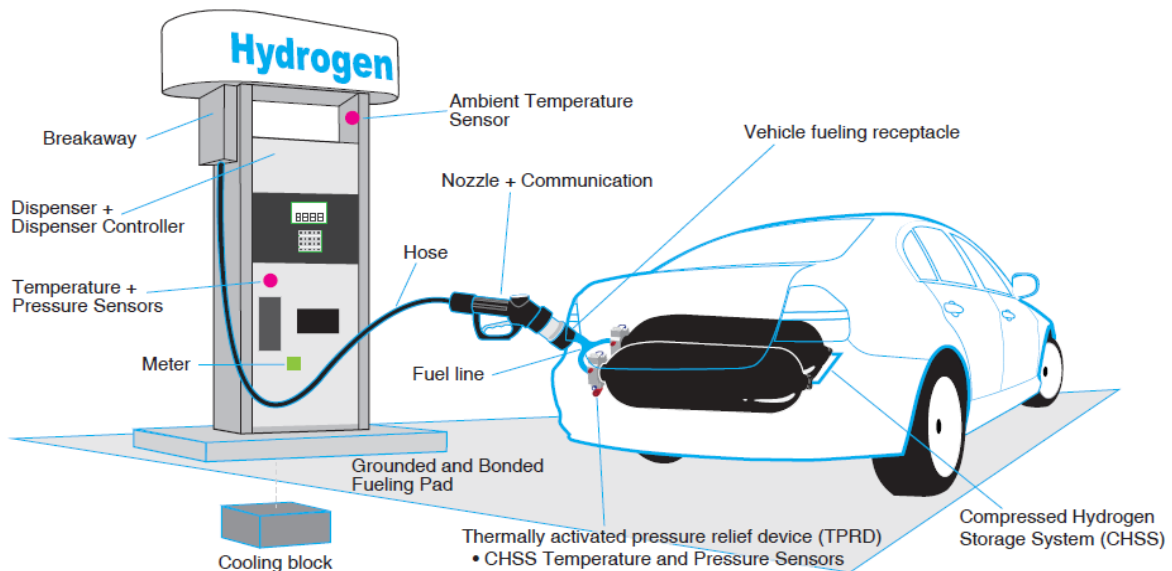 Hydrogen
Ambient Temperature
Sensor
Breakaway
Vehicle fueling receptacle
Nozzle + Communication
Dispenser +
Dispenser Controller
8888
Hose
Temperature +
Pressure Sensors
Meter
Fuel line
Grounded and Bonded
Fueling Pad
Cooling block
Thermally activated pressure relief device (TPRD)
• CHSS Temperature and Pressure Sensors
Compressed Hydrogen
Storage System (CHSS)